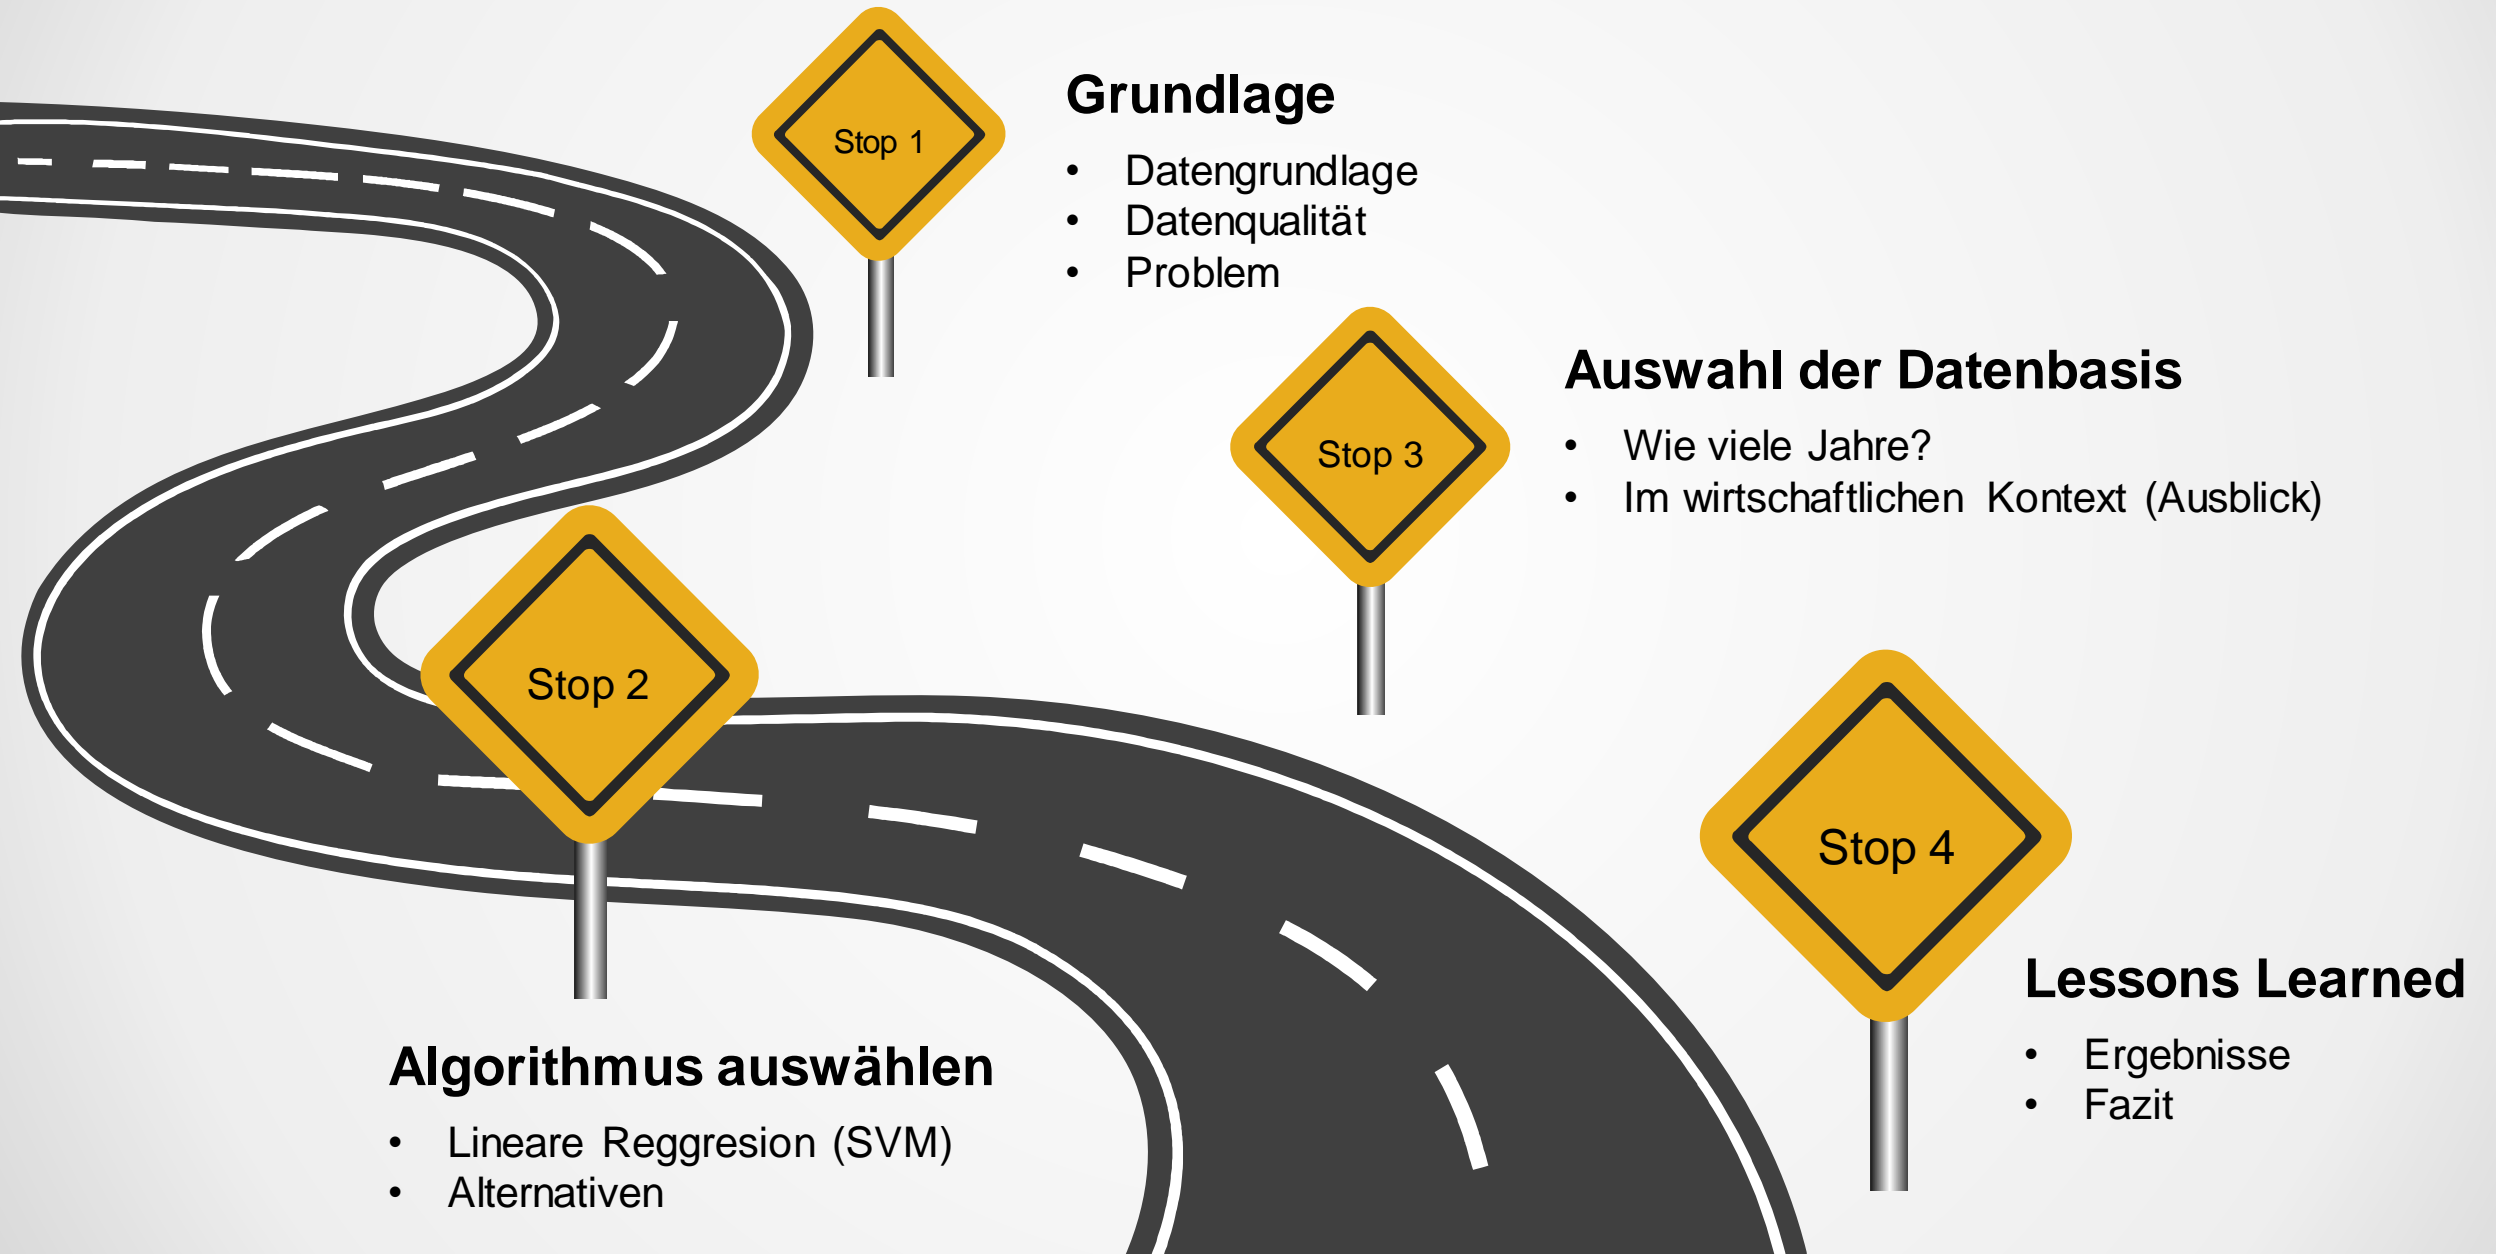 Stop 1
Grundlage
• Datengrundlage
• Datenqualität
• Problem
Stop 2
Algorithmus auswählen
• Lineare Reggresion (SVM)
• Alternativen
Stop 3
Auswahl der Datenbasis
• Wie viele Jahre?
• Im wirtschaftlichen Kontext (Ausblick)
Stop 4
Lessons Learned
• Ergebnisse
• Fazit